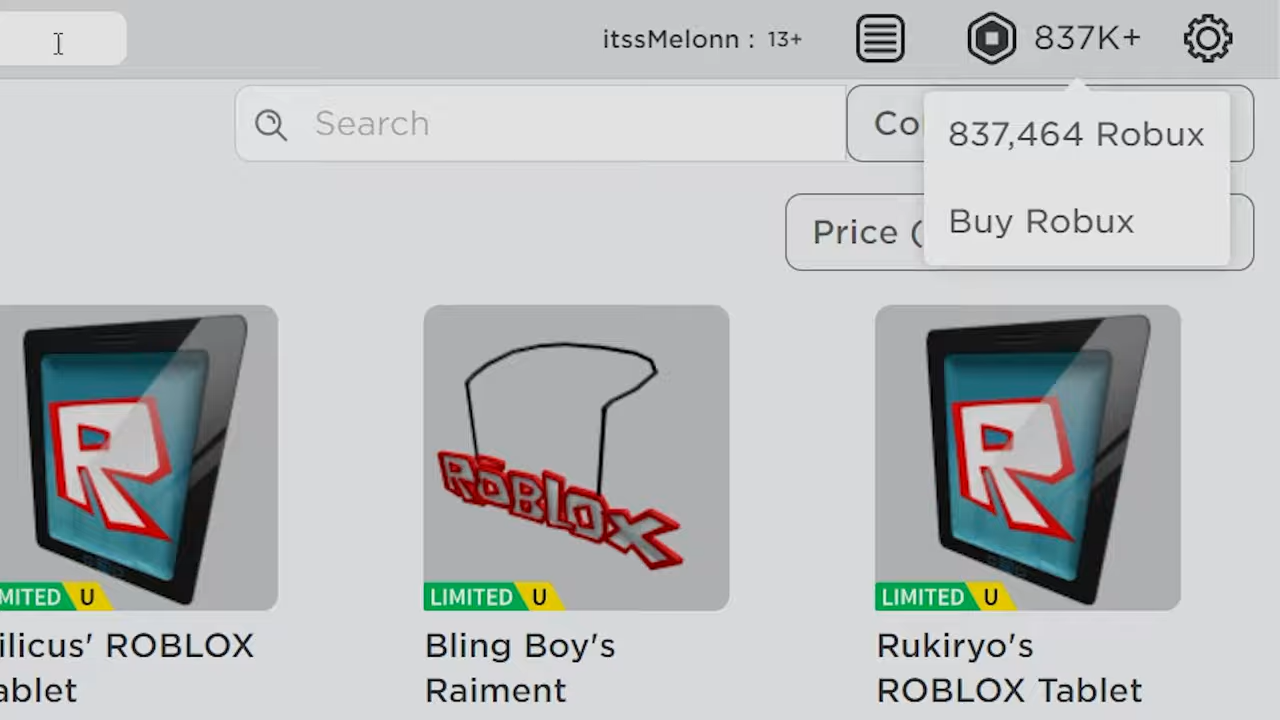 itssMelonn : 13+
837K+
Search
Co
837,464 Robux
Price (
Buy Robux
R
ROBLOX
R
LIMITED U
LIMITED U
LIMITED U
ilicus' ROBLOX
ablet
Bling Boy's
Raiment
Rukiryo's
ROBLOX Tablet